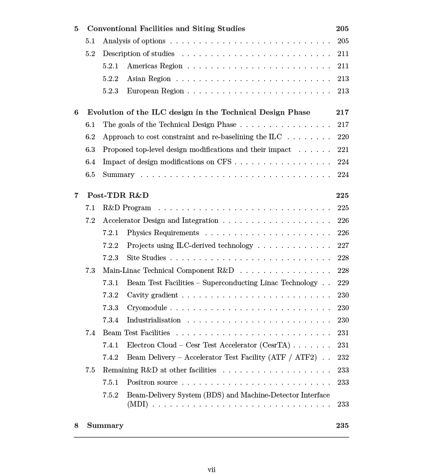 5 Conventional Facilities and Siting Studies 205
5.1 Analysis of options . . . . . . . . . . . . . . . . . . . . . . . . . . . . 205
5.2 Description of studies . . . . . . . . . . . . . . . . . . . . . . . . . . 211
5.2.1 Americas Region . . . . . . . . . . . . . . . . . . . . . . . . . 211
5.2.2 Asian Region . . . . . . . . . . . . . . . . . . . . . . . . . . . 213
5.2.3 European Region . . . . . . . . . . . . . . . . . . . . . . . . . 213
6 Evolution of the ILC design in the Technical Design Phase 217
6.1 The goals of the Technical Design Phase . . . . . . . . . . . . . . . . 217
6.2 Approach to cost constraint and re-baselining the ILC . . . . . . . . 220
6.3 Proposed top-level design modifications and their impact . . . . . . 221
6.4 Impact of design modifications on CFS . . . . . . . . . . . . . . . . . 224
6.5 Summary . . . . . . . . . . . . . . . . . . . . . . . . . . . . . . . . . 224
7 Post-TDR R&D 225
7.1 R&D Program . . . . . . . . . . . . . . . . . . . . . . . . . . . . . . 225
7.2 Accelerator Design and Integration . . . . . . . . . . . . . . . . . . . 226
7.2.1 Physics Requirements . . . . . . . . . . . . . . . . . . . . . . 226
7.2.2 Projects using ILC-derived technology . . . . . . . . . . . . . 227
7.2.3 Site Studies . . . . . . . . . . . . . . . . . . . . . . . . . . . . 228
7.3 Main-Linac Technical Component R&D . . . . . . . . . . . . . . . . 228
7.3.1 Beam Test Facilities – Superconducting Linac Technology . . 229
7.3.2 Cavity gradient . . . . . . . . . . . . . . . . . . . . . . . . . . 230
7.3.3 Cryomodule . . . . . . . . . . . . . . . . . . . . . . . . . . . . 230
7.3.4 Industrialisation . . . . . . . . . . . . . . . . . . . . . . . . . 230
7.4 Beam Test Facilities . . . . . . . . . . . . . . . . . . . . . . . . . . . 231
7.4.1 Electron Cloud – Cesr Test Accelerator (CesrTA) . . . . . . . 231
7.4.2 Beam Delivery – Accelerator Test Facility (ATF / ATF2) . . 232
7.5 Remaining R&D at other facilities . . . . . . . . . . . . . . . . . . . 233
7.5.1 Positron source . . . . . . . . . . . . . . . . . . . . . . . . . . 233
7.5.2 Beam-Delivery System (BDS) and Machine-Detector Interface
(MDI) . . . . . . . . . . . . . . . . . . . . . . . . . . . . . . . 233
8 Summary 235
vii